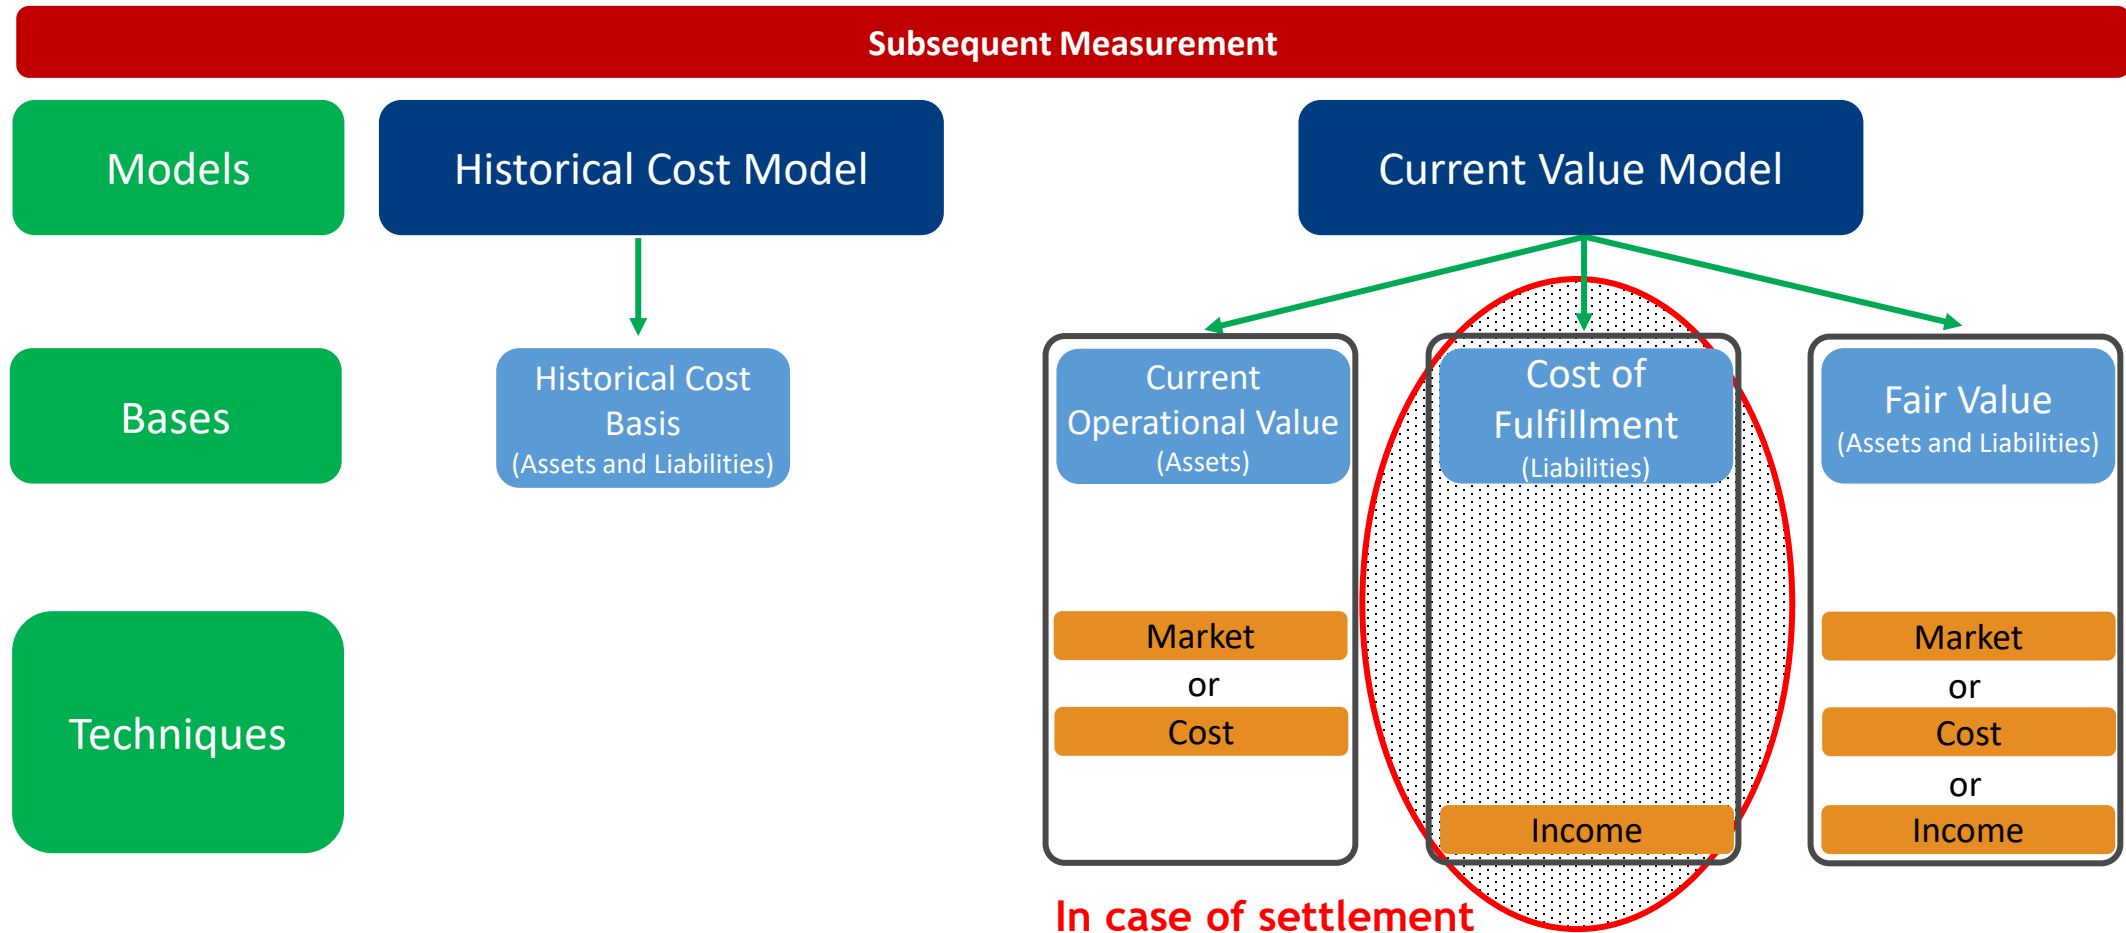 Subsequent Measurement
Models
Historical Cost Model
Current Value Model
Bases
Historical Cost
Basis
(Assets and Liabilities)
Current
Operational Value
(Assets)
Cost of
Fulfillment
(Liabilities)
Fair Value
(Assets and Liabilities)
Techniques
Market
or
Cost
Income
Market
or
Cost
or
Income
In case of settlement